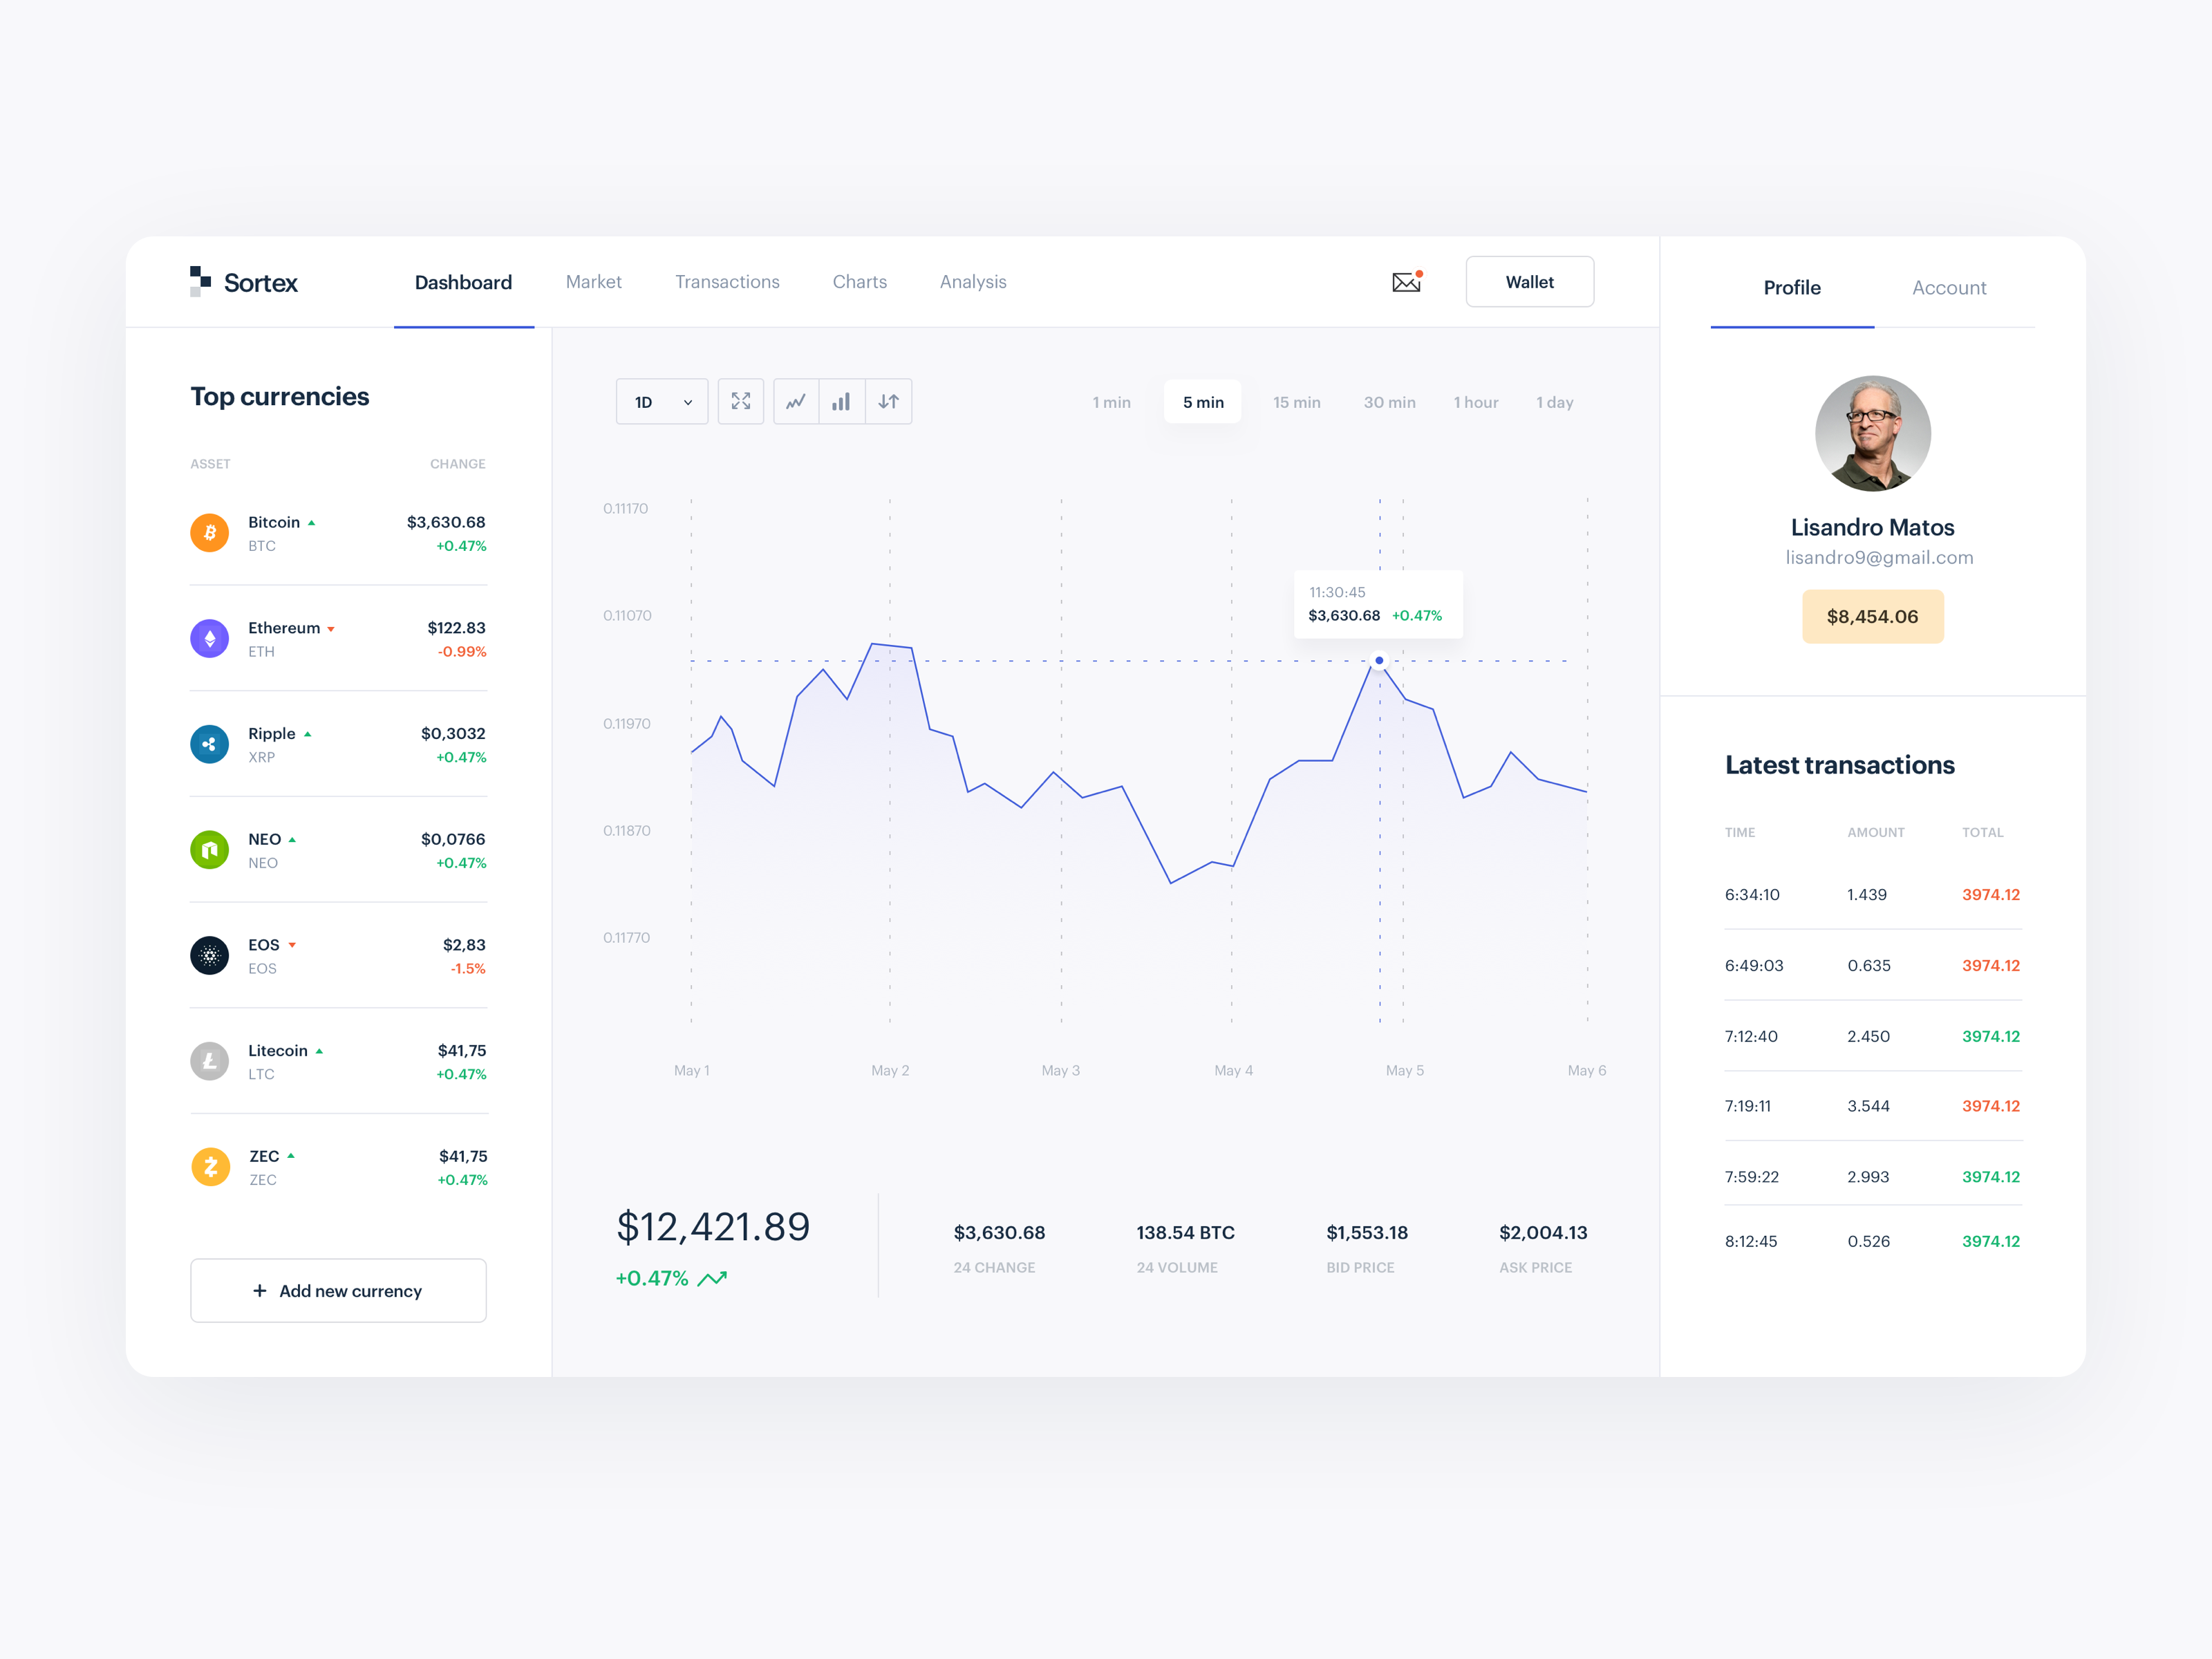 Sortex
Dashboard Market Transactions Charts Analysis
Wallet
Profile Account
Top currencies
ASSET CHANGE
Bitcoin $3,630.68
BTC +0.47%
Ethereum $122.83
ETH -0.99%
Ripple $0,3032
XRP +0.47%
NEO $0,0766
NEO +0.47%
EOS $2,83
EOS -1.5%
Litecoin $41,75
LTC +0.47%
ZEC $41,75
ZEC +0.47%
+ Add new currency
1D
1 min 5 min 15 min 30 min 1 hour 1 day
0.11170
0.11070
0.11970
0.11870
0.11770
11:30:45
$3,630.68 +0.47%
May 1 May 2 May 3 May 4 May 5 May 6
$12,421.89
+0.47%
$3,630.68 138.54 BTC $1,553.18 $2,004.13
24 CHANGE 24 VOLUME BID PRICE ASK PRICE
Lisandro Matos
lisandro9@gmail.com
$8,454.06
Latest transactions
TIME AMOUNT TOTAL
6:34:10 1.439 3974.12
6:49:03 0.635 3974.12
7:12:40 2.450 3974.12
7:19:11 3.544 3974.12
7:59:22 2.993 3974.12
8:12:45 0.526 3974.12